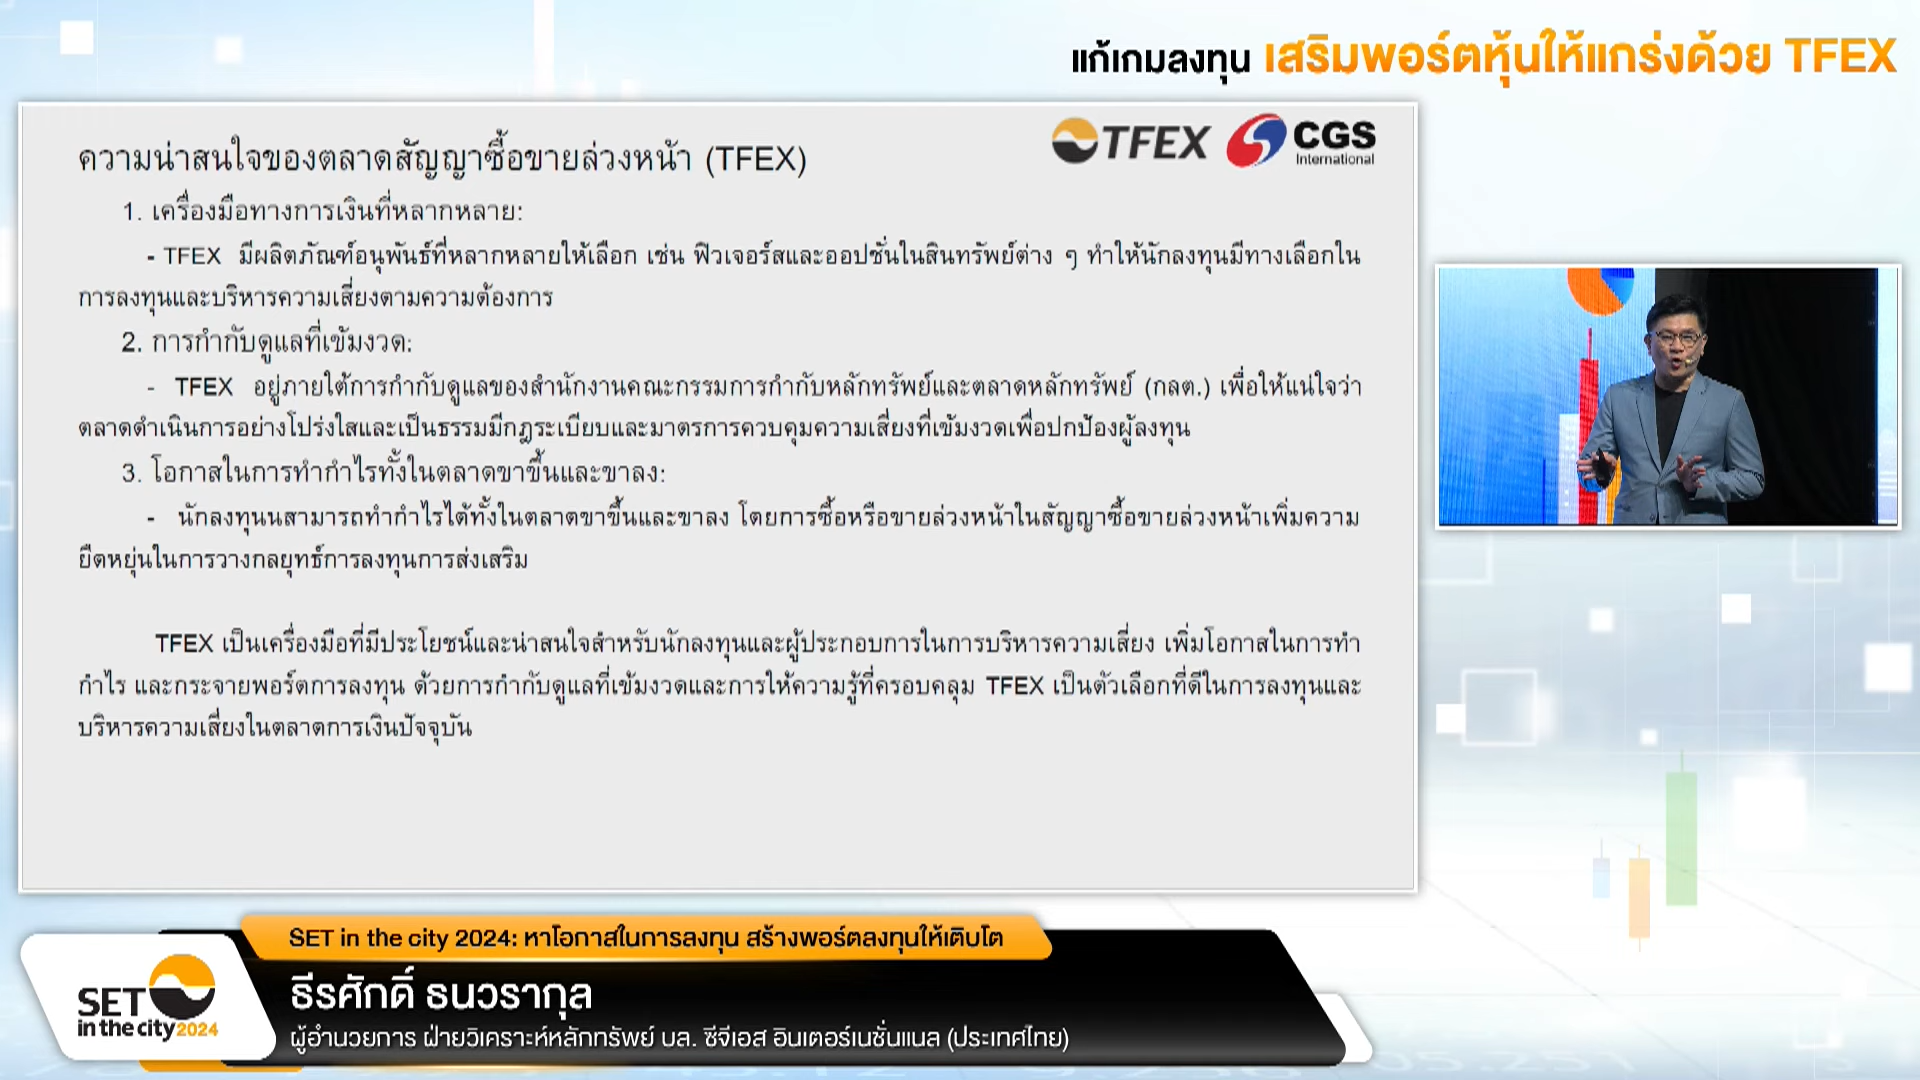 แก้เกมลงทุน เสริมพอร์ตหุ้นให้แกร่งด้วย TFEX
TFEX CGS International
ความน่าสนใจของตลาดสัญญาซื้อขายล่วงหน้า (TFEX)
1. เครื่องมือทางการเงินที่หลากหลาย:
- TFEX มีผลิตภัณฑ์อนุพันธ์ที่หลากหลายให้เลือก เช่น ฟิวเจอร์สและออปชั่นในสินทรัพย์ต่าง ๆ ทำให้นักลงทุนมีทางเลือกใน
การลงทุนและบริหารความเสี่ยงตามความต้องการ
2. การกำกับดูแลที่เข้มงวด:
- TFEX อยู่ภายใต้การกำกับดูแลของสำนักงานคณะกรรมการกำกับหลักทรัพย์และตลาดหลักทรัพย์ (กลต.) เพื่อให้แน่ใจว่า
ตลาดดำเนินการอย่างโปร่งใสและเป็นธรรมมีกฎระเบียบและมาตรการควบคุมความเสี่ยงที่เข้มงวดเพื่อปกป้องผู้ลงทุน
3. โอกาสในการทำกำไรทั้งในตลาดขาขึ้นและขาลง:
- นักลงทุนนสามารถทำกำไรได้ทั้งในตลาดขาขึ้นและขาลง โดยการซื้อหรือขายล่วงหน้าในสัญญาซื้อขายล่วงหน้าเพิ่มความ
ยืดหยุ่นในการวางกลยุทธ์การลงทุนการส่งเสริม
TFEX เป็นเครื่องมือที่มีประโยชน์และน่าสนใจสำหรับนักลงทุนและผู้ประกอบการในการบริหารความเสี่ยง เพิ่มโอกาสในการทำ
กำไร และกระจายพอร์ตการลงทุน ด้วยการกำกับดูแลที่เข้มงวดและการให้ความรู้ที่ครอบคลุม TFEX เป็นตัวเลือกที่ดีในการลงทุนและ
บริหารความเสี่ยงในตลาดการเงินปัจจุบัน
SET in the city 2024: หาโอกาสในการลงทุน สร้างพอร์ตลงทุนให้เติบโต
SET
in the city 2024
ธีรศักดิ์ ธนวรากุล
ผู้อำนวยการ ฝ่ายวิเคราะห์หลักทรัพย์ บล. ซีจีเอส อินเตอร์เนชั่นแนล (ประเทศไทย)